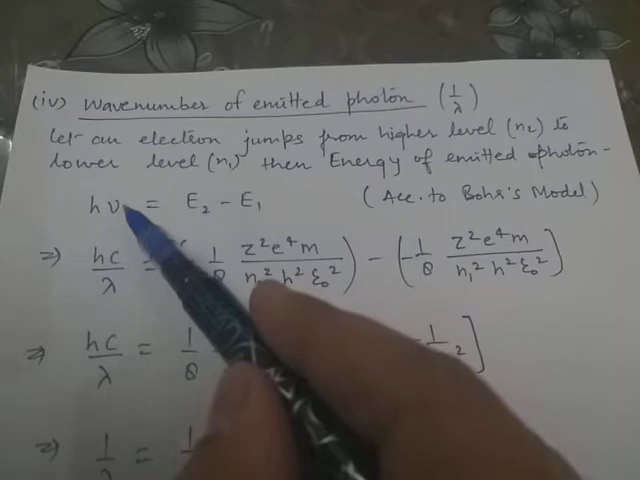 (iv) Wavenumber of emitted photon (1/λ)
Let an electron jumps from higher level (n2) to
lower level (n1) then Energy of emitted photon-
hν = E2 - E1 (Acc. to Bohr's Model)
⇒ hc/λ = 1/8 z²e⁴m/n2²h²ε0²) - (-1/8 z²e⁴m/n1²h²ε0²)
⇒ hc/λ = 1/8
⇒ 1/λ =